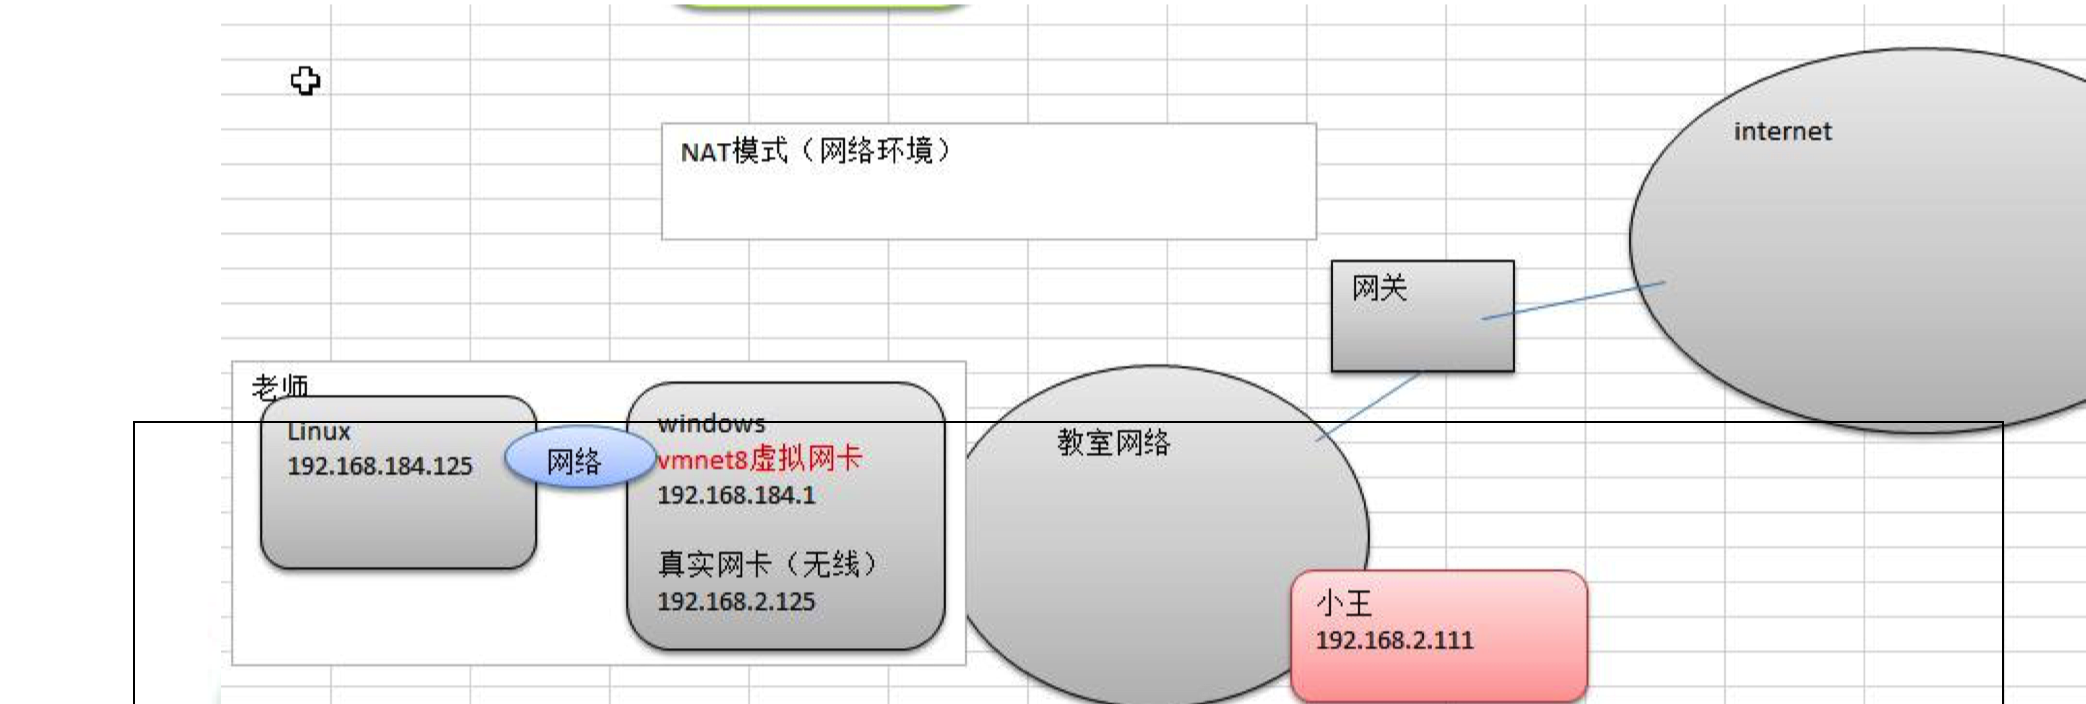 internet
NAT模式（网络环境）
网关
老师
Linux
192.168.184.125
网络
windows
vmnet8虚拟网卡
192.168.184.1
真实网卡（无线）
192.168.2.125
教室网络
小王
192.168.2.111